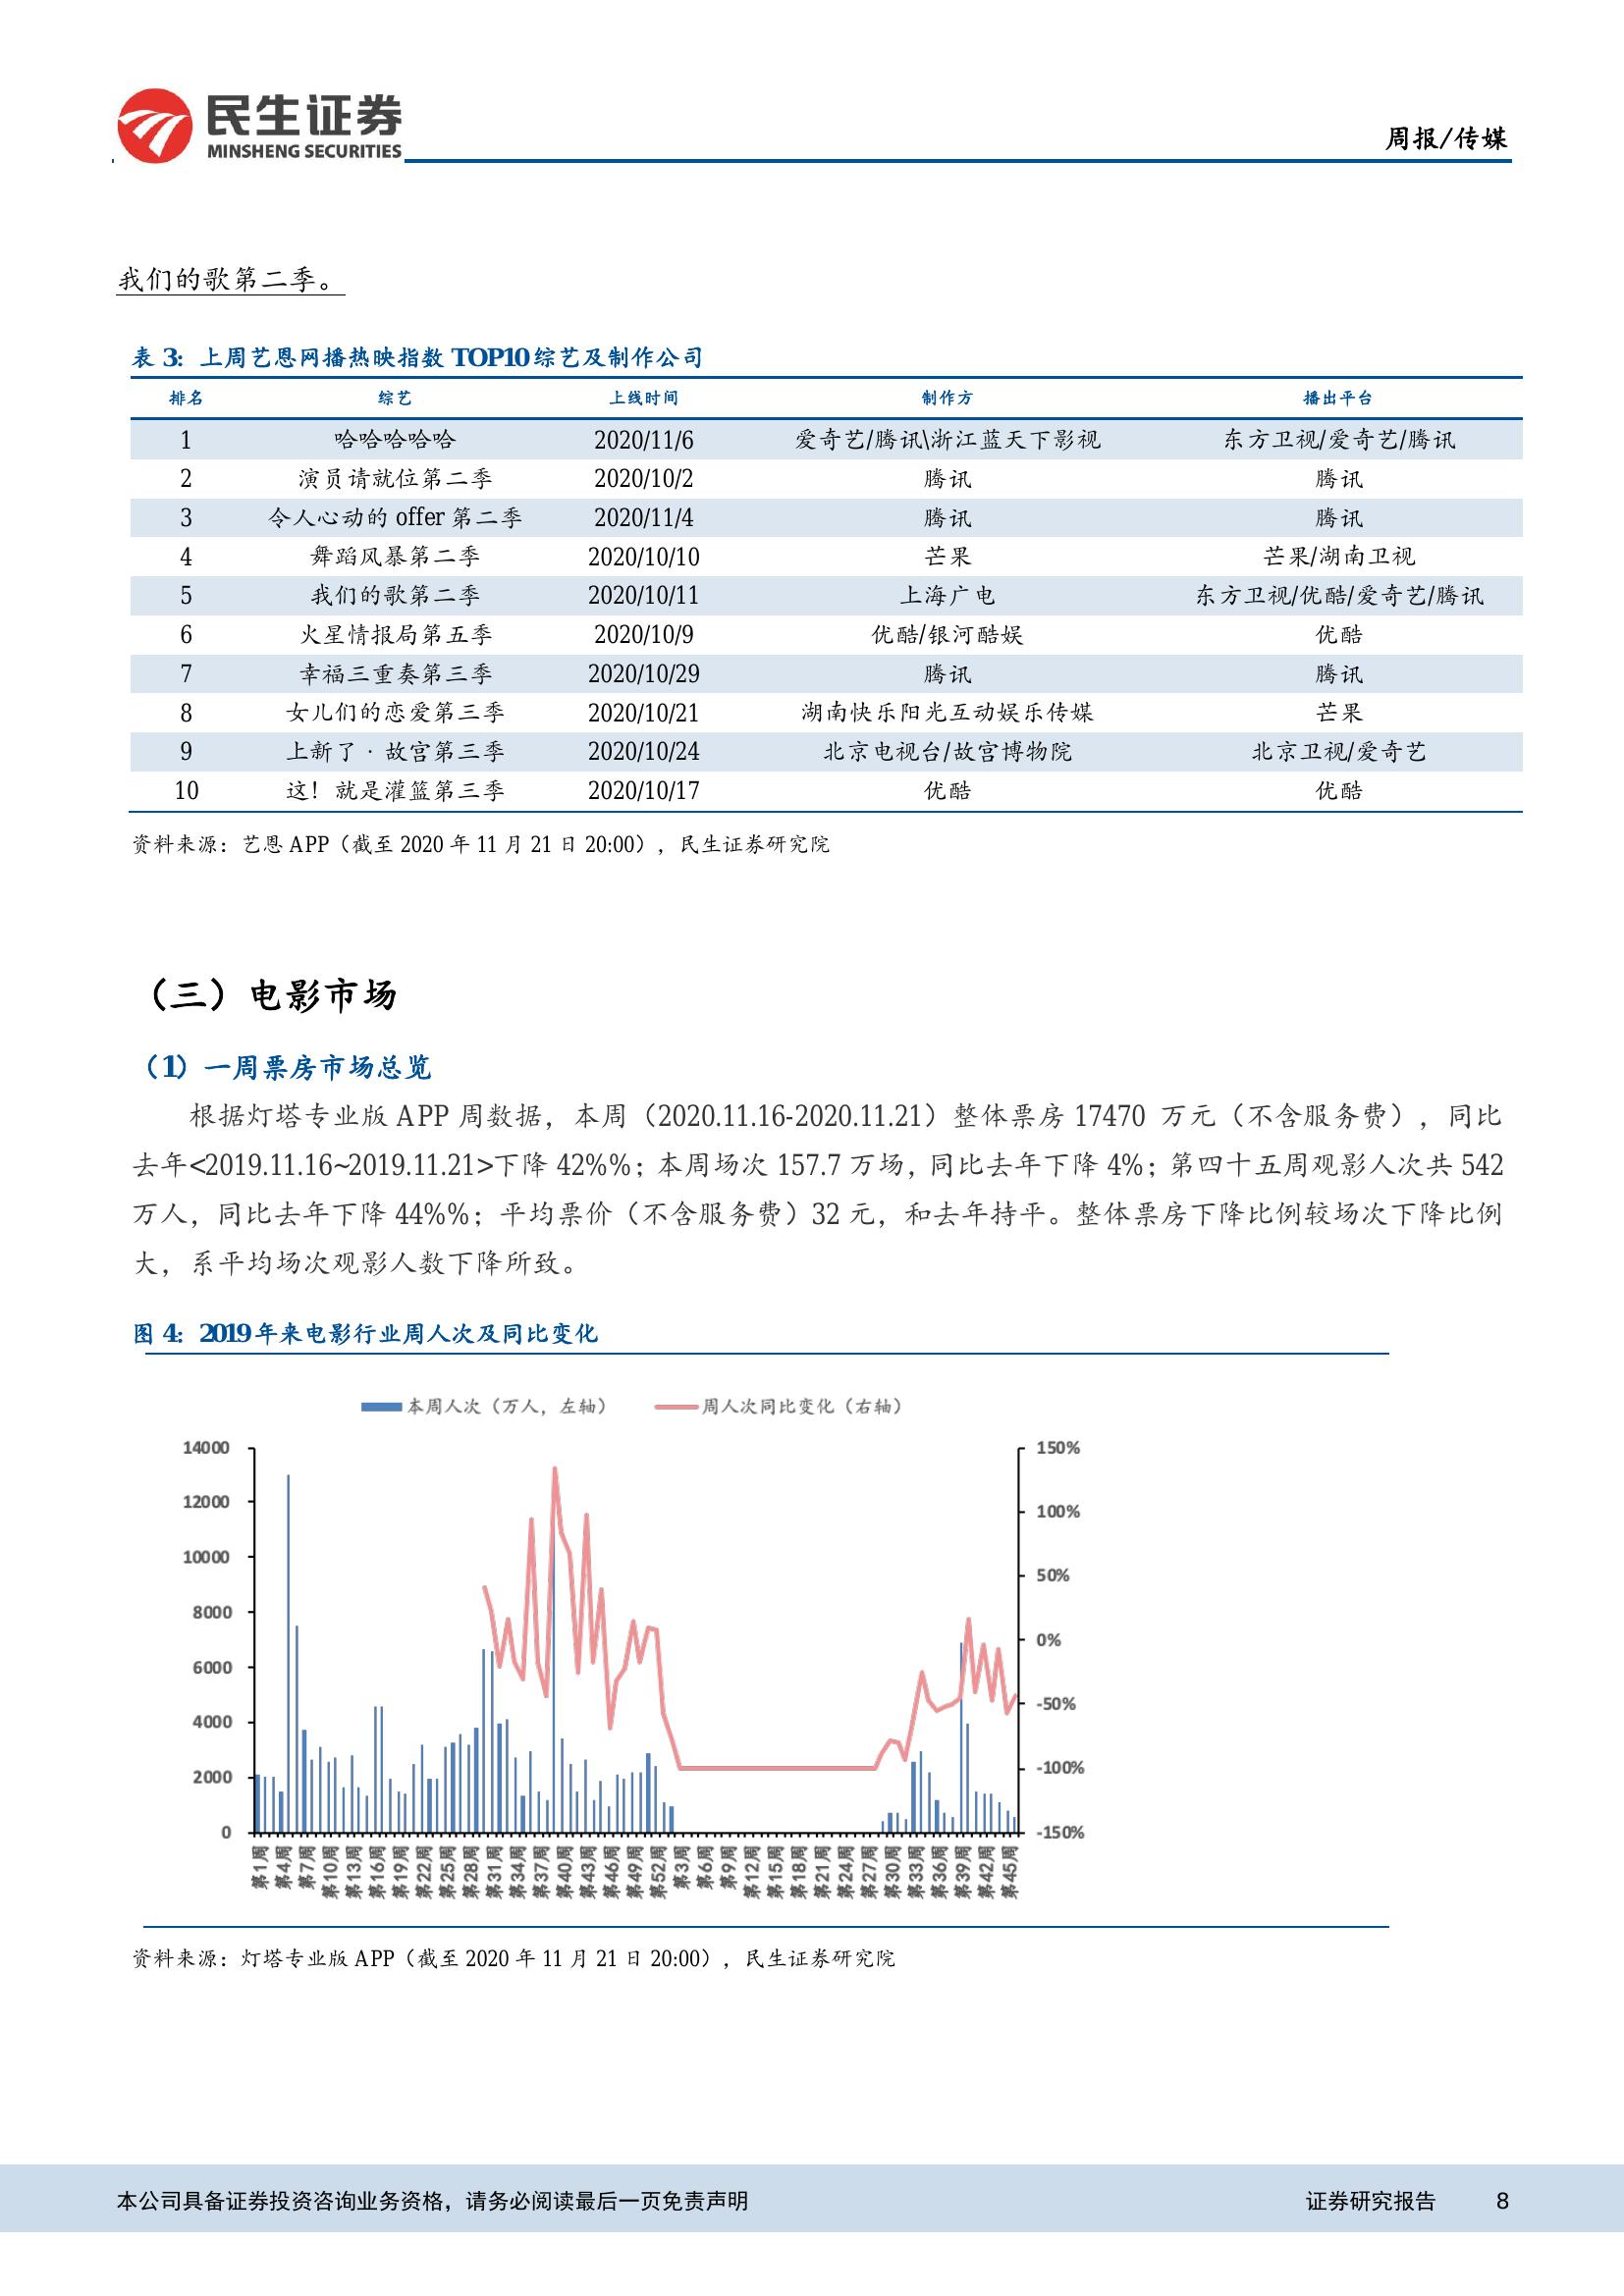 民生证券
MINSHENG SECURITIES
周报/传媒
我们的歌第二季。
表 3：上周艺恩网播热映指数 TOP10 综艺及制作公司
排名 综艺 上线时间 制作方 播出平台
1 哈哈哈哈哈 2020/11/6 爱奇艺/腾讯\浙江蓝天下影视 东方卫视/爱奇艺/腾讯
2 演员请就位第二季 2020/10/2 腾讯 腾讯
3 令人心动的 offer 第二季 2020/11/4 腾讯 腾讯
4 舞蹈风暴第二季 2020/10/10 芒果 芒果/湖南卫视
5 我们的歌第二季 2020/10/11 上海广电 东方卫视/优酷/爱奇艺/腾讯
6 火星情报局第五季 2020/10/9 优酷/银河酷娱 优酷
7 幸福三重奏第三季 2020/10/29 腾讯 腾讯
8 女儿们的恋爱第三季 2020/10/21 湖南快乐阳光互动娱乐传媒 芒果
9 上新了·故宫第三季 2020/10/24 北京电视台/故宫博物院 北京卫视/爱奇艺
10 这！就是灌篮第三季 2020/10/17 优酷 优酷
资料来源：艺恩 APP（截至 2020 年 11 月 21 日 20:00），民生证券研究院
（三）电影市场
（1）一周票房市场总览
根据灯塔专业版 APP 周数据，本周（2020.11.16-2020.11.21）整体票房 17470 万元（不含服务费），同比
去年<2019.11.16~2019.11.21>下降 42%%；本周场次 157.7 万场，同比去年下降 4%；第四十五周观影人次共 542
万人，同比去年下降 44%%；平均票价（不含服务费）32 元，和去年持平。整体票房下降比例较场次下降比例
大，系平均场次观影人数下降所致。
图 4：2019 年来电影行业周人次及同比变化
本周人次（万人，左轴） 周人次同比变化（右轴）
14000 150%
12000 100%
10000 50%
8000 0%
6000 -50%
4000 -100%
2000 -150%
0
第1周 第4周 第7周 第10周 第13周 第16周 第19周 第22周 第25周 第28周 第31周 第34周 第37周 第40周 第43周 第46周 第49周 第52周 第3周 第6周 第9周 第12周 第15周 第18周 第21周 第24周 第27周 第30周 第33周 第36周 第39周 第42周 第45周
资料来源：灯塔专业版 APP（截至 2020 年 11 月 21 日 20:00），民生证券研究院
本公司具备证券投资咨询业务资格，请务必阅读最后一页免责声明 证券研究报告 8